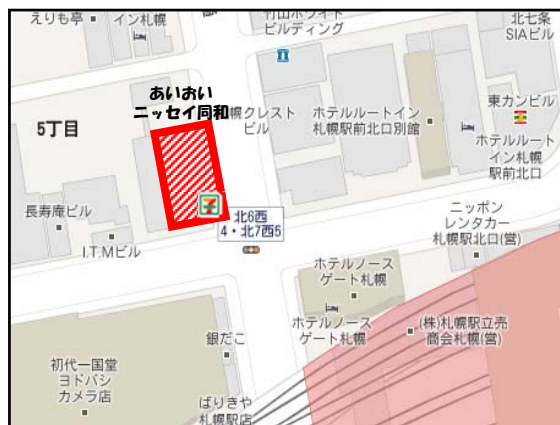 えりも亭
イン札幌
竹山ホワイト
ビルディング
北七条
SIAビル
あいおい
ニッセイ同和
5丁目
幌クレスト
ビル
ホテルルートイン
札幌駅前北口別館
東カンビル
ホテルルート
イン札幌
駅前北口
長寿庵ビル
I.T.Mビル
北6西
4・北7西5
ニッポン
レンタカー
札幌駅北口(営)
ホテルノース
ゲート札幌
ホテルノース
ゲート札幌
(株)札幌駅立売
商会札幌(営)
銀だこ
初代一国堂
ヨドバシ
カメラ店
ばりきや
札幌駅店